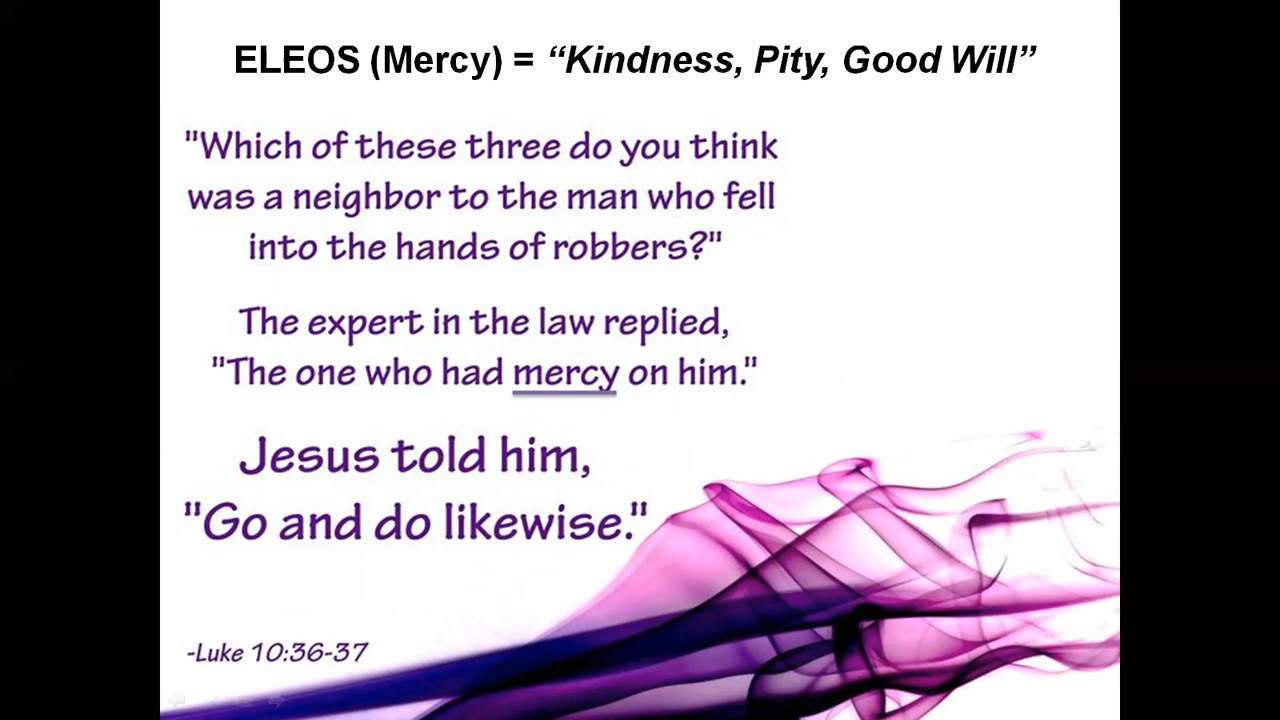 ELEOS (Mercy) = “Kindness, Pity, Good Will”
"Which of these three do you think
was a neighbor to the man who fell
into the hands of robbers?"
The expert in the law replied,
"The one who had mercy on him."
Jesus told him,
"Go and do likewise."
-Luke 10:36-37